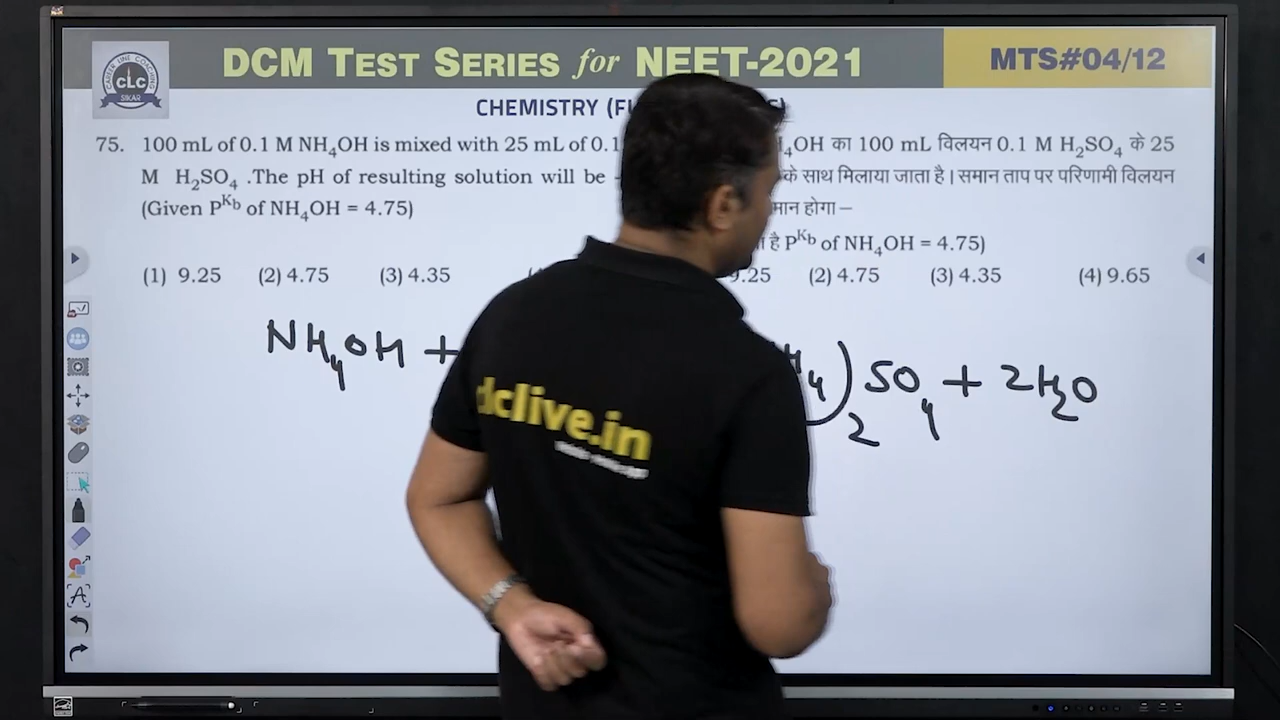 DCM TEST SERIES for NEET-2021
MTS#04/12
CLC
SIKAR
CHEMISTRY
75. 100 mL of 0.1 M NH₄OH is mixed with 25 mL of 0.1
M H₂SO₄ .The pH of resulting solution will be -
(Given Pᴷᵇ of NH₄OH = 4.75)
(1) 9.25 (2) 4.75 (3) 4.35
का 100 mL विलयन 0.1 M H₂SO₄ के 25
के साथ मिलाया जाता है। समान ताप पर परिणामी विलयन
होगा –
है Pᴷᵇ of NH₄OH = 4.75)
9.25 (2) 4.75 (3) 4.35 (4) 9.65
NH₄OH +
)₂SO₄ + 2H₂O
clive.in